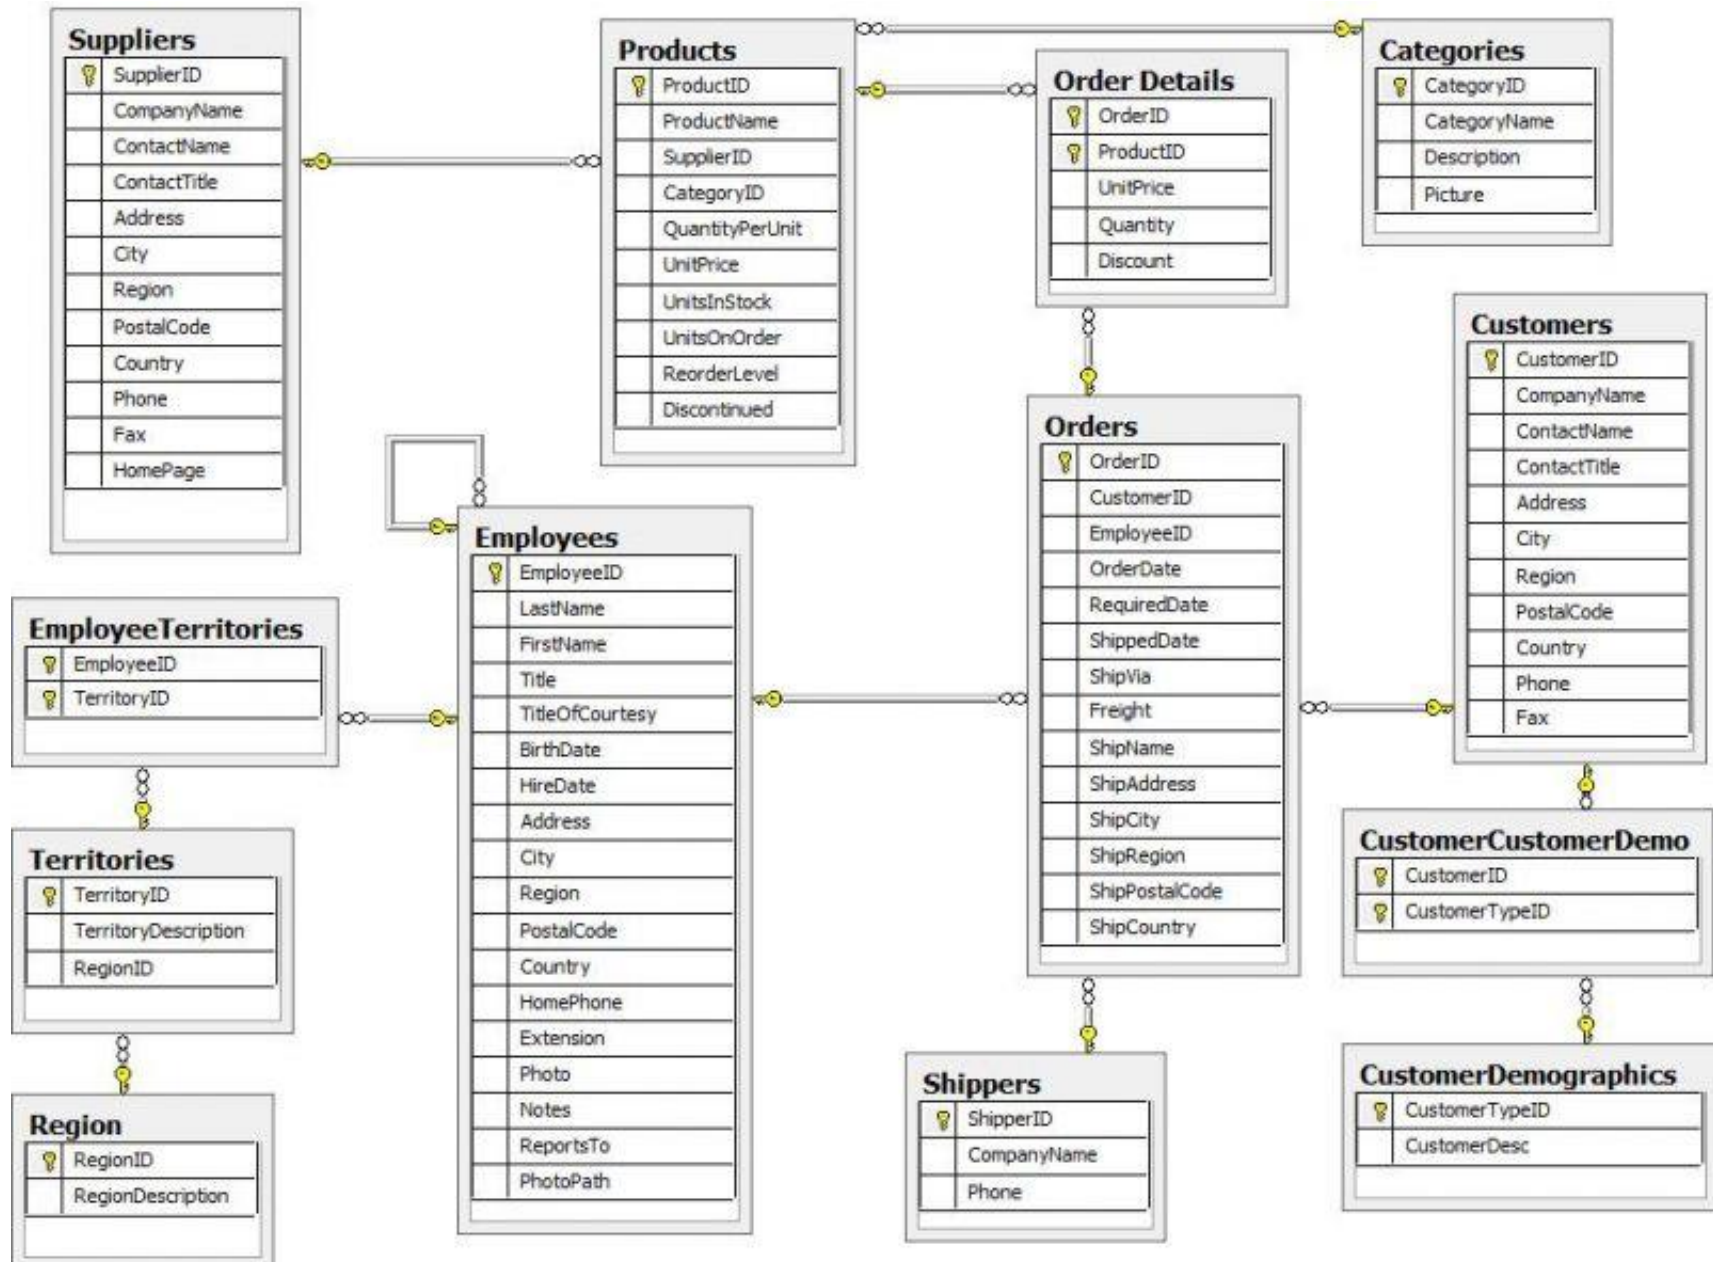 Suppliers
SupplierID
CompanyName
ContactName
ContactTitle
Address
City
Region
PostalCode
Country
Phone
Fax
HomePage
Products
ProductID
ProductName
SupplierID
CategoryID
QuantityPerUnit
UnitPrice
UnitsInStock
UnitsOnOrder
ReorderLevel
Discontinued
Order Details
OrderID
ProductID
UnitPrice
Quantity
Discount
Categories
CategoryID
CategoryName
Description
Picture
Customers
CustomerID
CompanyName
ContactName
ContactTitle
Address
City
Region
PostalCode
Country
Phone
Fax
Orders
OrderID
CustomerID
EmployeeID
OrderDate
RequiredDate
ShippedDate
ShipVia
Freight
ShipName
ShipAddress
ShipCity
ShipRegion
ShipPostalCode
ShipCountry
Employees
EmployeeID
LastName
FirstName
Title
TitleOfCourtesy
BirthDate
HireDate
Address
City
Region
PostalCode
Country
HomePhone
Extension
Photo
Notes
ReportsTo
PhotoPath
EmployeeTerritories
EmployeeID
TerritoryID
Territories
TerritoryID
TerritoryDescription
RegionID
Region
RegionID
RegionDescription
Shippers
ShipperID
CompanyName
Phone
CustomerCustomerDemo
CustomerID
CustomerTypeID
CustomerDemographics
CustomerTypeID
CustomerDesc